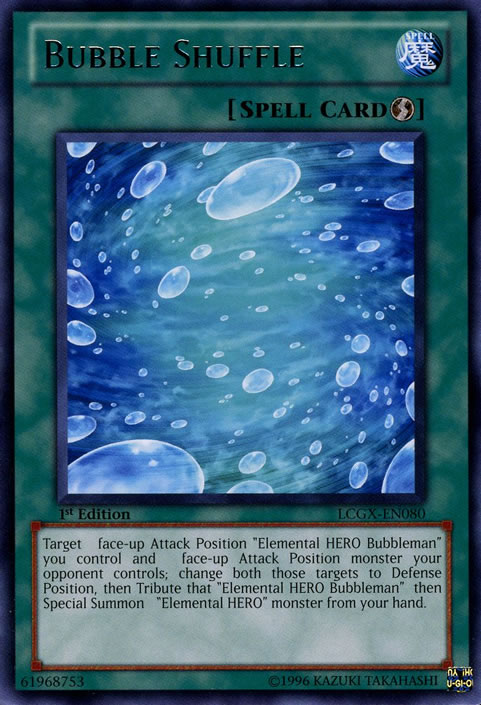 BUBBLE SHUFFLE
SPELL
魔
[SPELL CARD]
1st Edition
LCGX-EN080
Target face-up Attack Position "Elemental HERO Bubbleman"
you control and face-up Attack Position monster your
opponent controls; change both those targets to Defense
Position, then Tribute that "Elemental HERO Bubbleman" then
Special Summon "Elemental HERO" monster from your hand.
61968753
©1996 KAZUKI TAKAHASHI